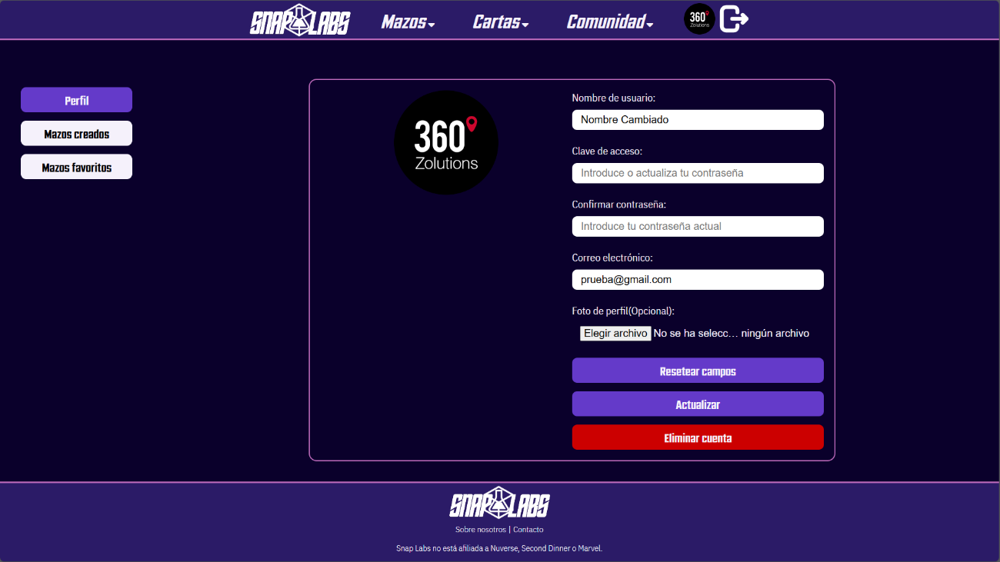 SNAP LABS
Mazos
Cartas
Comunidad
360
Zolutions
Perfil
Mazos creados
Mazos favoritos
360
Zolutions
Nombre de usuario:
Nombre Cambiado
Clave de acceso:
Introduce o actualiza tu contraseña
Confirmar contraseña:
Introduce tu contraseña actual
Correo electrónico:
prueba@gmail.com
Foto de perfil(Opcional):
Elegir archivo No se ha selecc… ningún archivo
Resetear campos
Actualizar
Eliminar cuenta
SNAP LABS
Sobre nosotros | Contacto
Snap Labs no está afiliada a Nuverse, Second Dinner o Marvel.